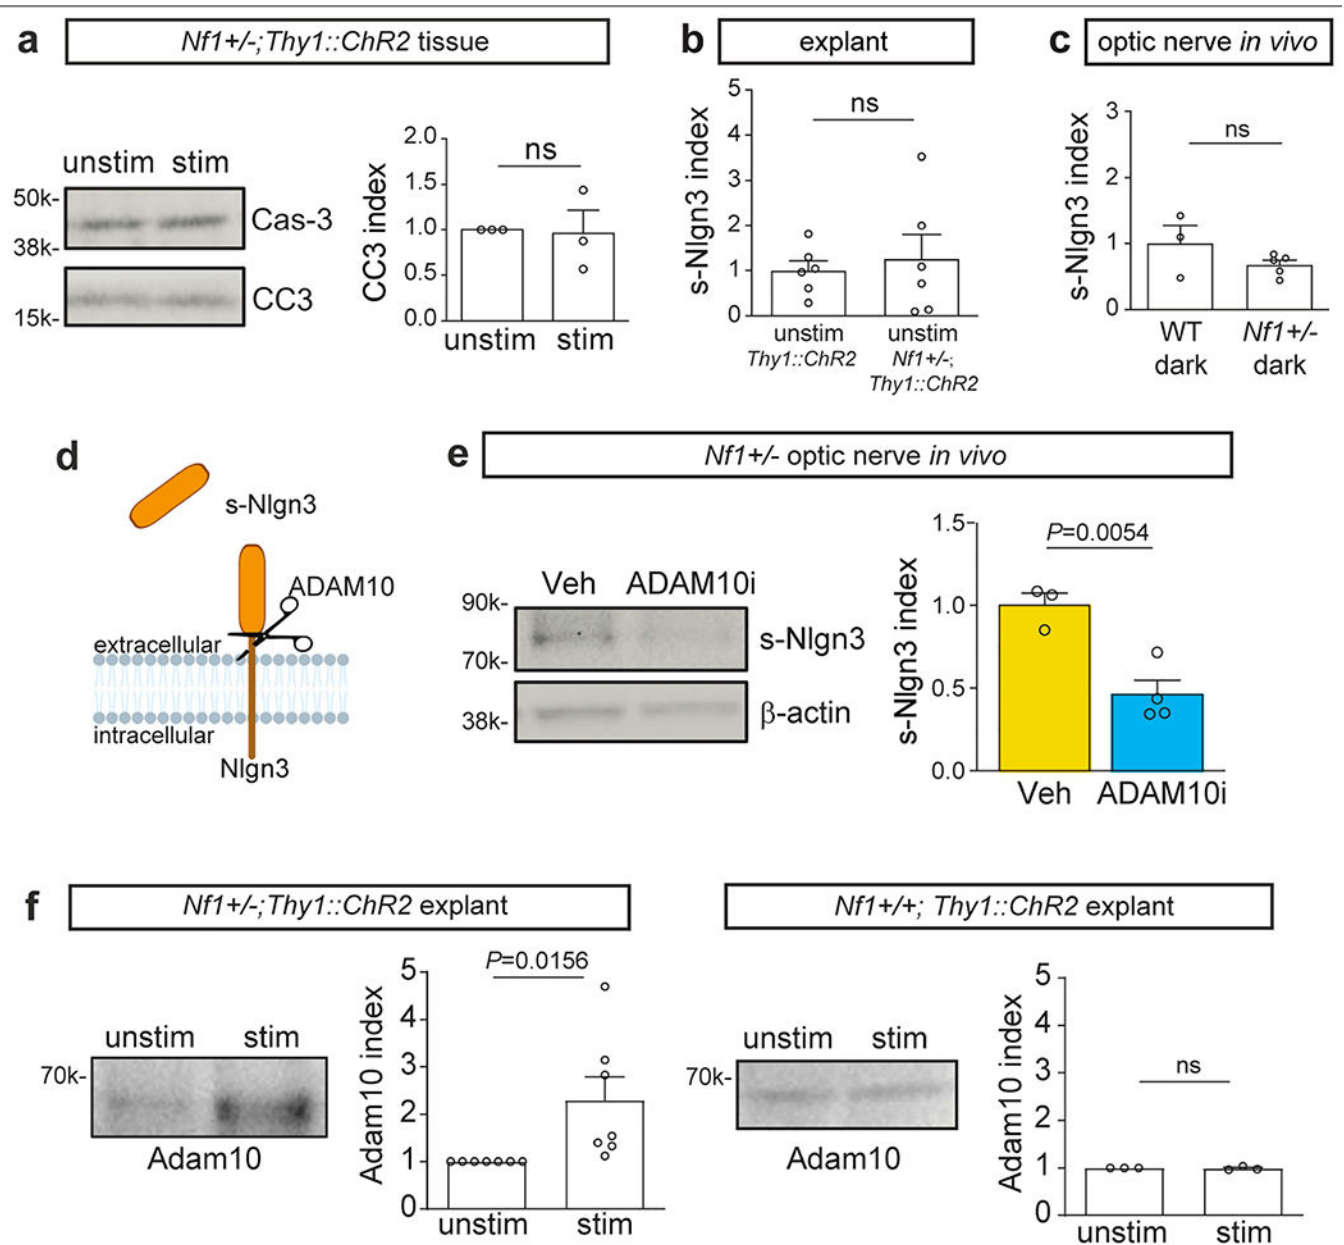 a
Nf1+/-;Thy1::ChR2 tissue
unstim stim
50k-
Cas-3
38k-
CC3
15k-
CC3 index
2.0
1.5
1.0
0.5
0.0
ns
unstim stim
b
explant
s-Nlgn3 index
5
4
3
2
1
0
ns
unstim unstim
Thy1::ChR2 Nf1+/-;
Thy1::ChR2
c
optic nerve in vivo
s-Nlgn3 index
3
2
1
0
ns
WT Nf1+/-
dark dark
d
s-Nlgn3
ADAM10
extracellular
intracellular
Nlgn3
e
Nf1+/- optic nerve in vivo
Veh ADAM10i
90k-
s-Nlgn3
70k-
β-actin
38k-
s-Nlgn3 index
1.5
1.0
0.5
0.0
P=0.0054
Veh ADAM10i
f
Nf1+/-;Thy1::ChR2 explant
unstim stim
70k-
Adam10
Adam10 index
5
4
3
2
1
0
P=0.0156
unstim stim
Nf1+/+; Thy1::ChR2 explant
unstim stim
70k-
Adam10
Adam10 index
5
4
3
2
1
0
ns
unstim stim